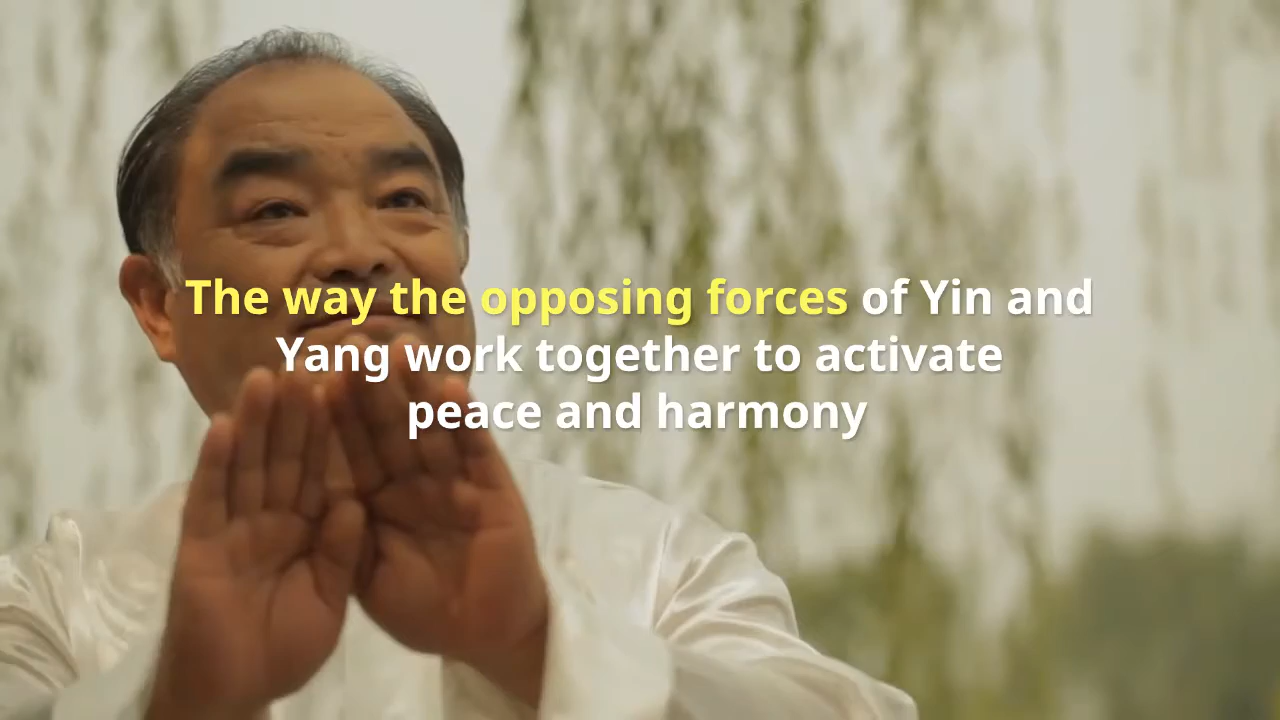 The way the opposing forces of Yin and
Yang work together to activate
peace and harmony